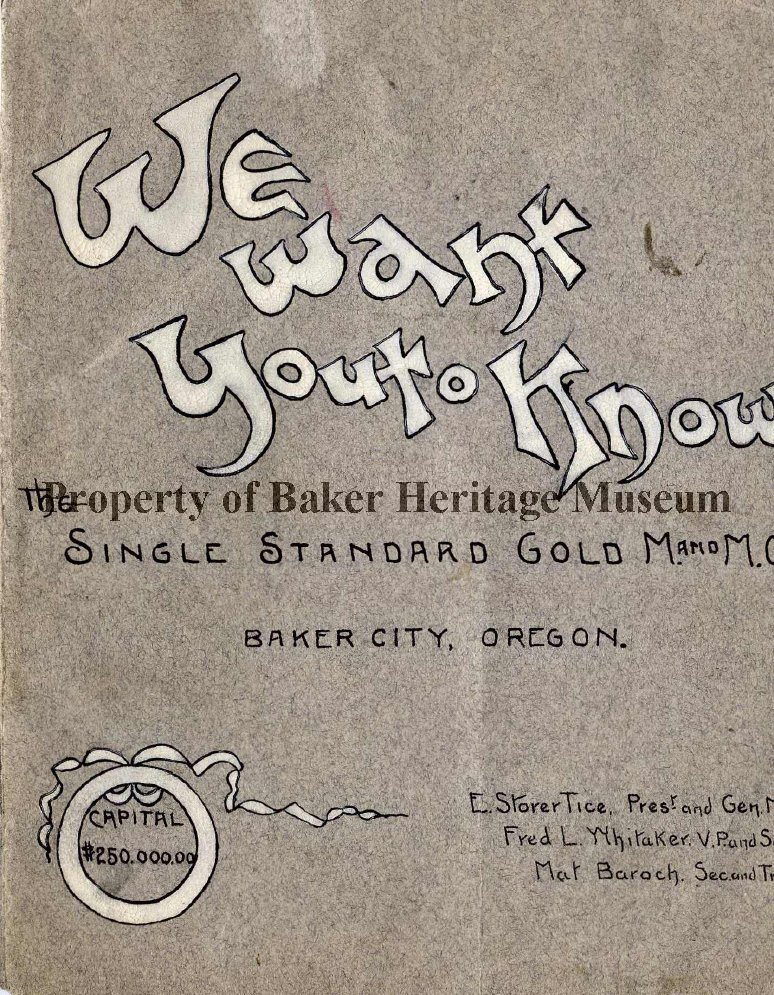 We
want
You to Know
The
Property of Baker Heritage Museum
SINGLE STANDARD GOLD M. AND M. C
BAKER CITY, OREGON.
CAPITAL
$250.000.00
E. Storer Tice, Prest and Gen. M
Fred L. Whitaker, V.P. and S
Mat Baroch. Sec. and Tr